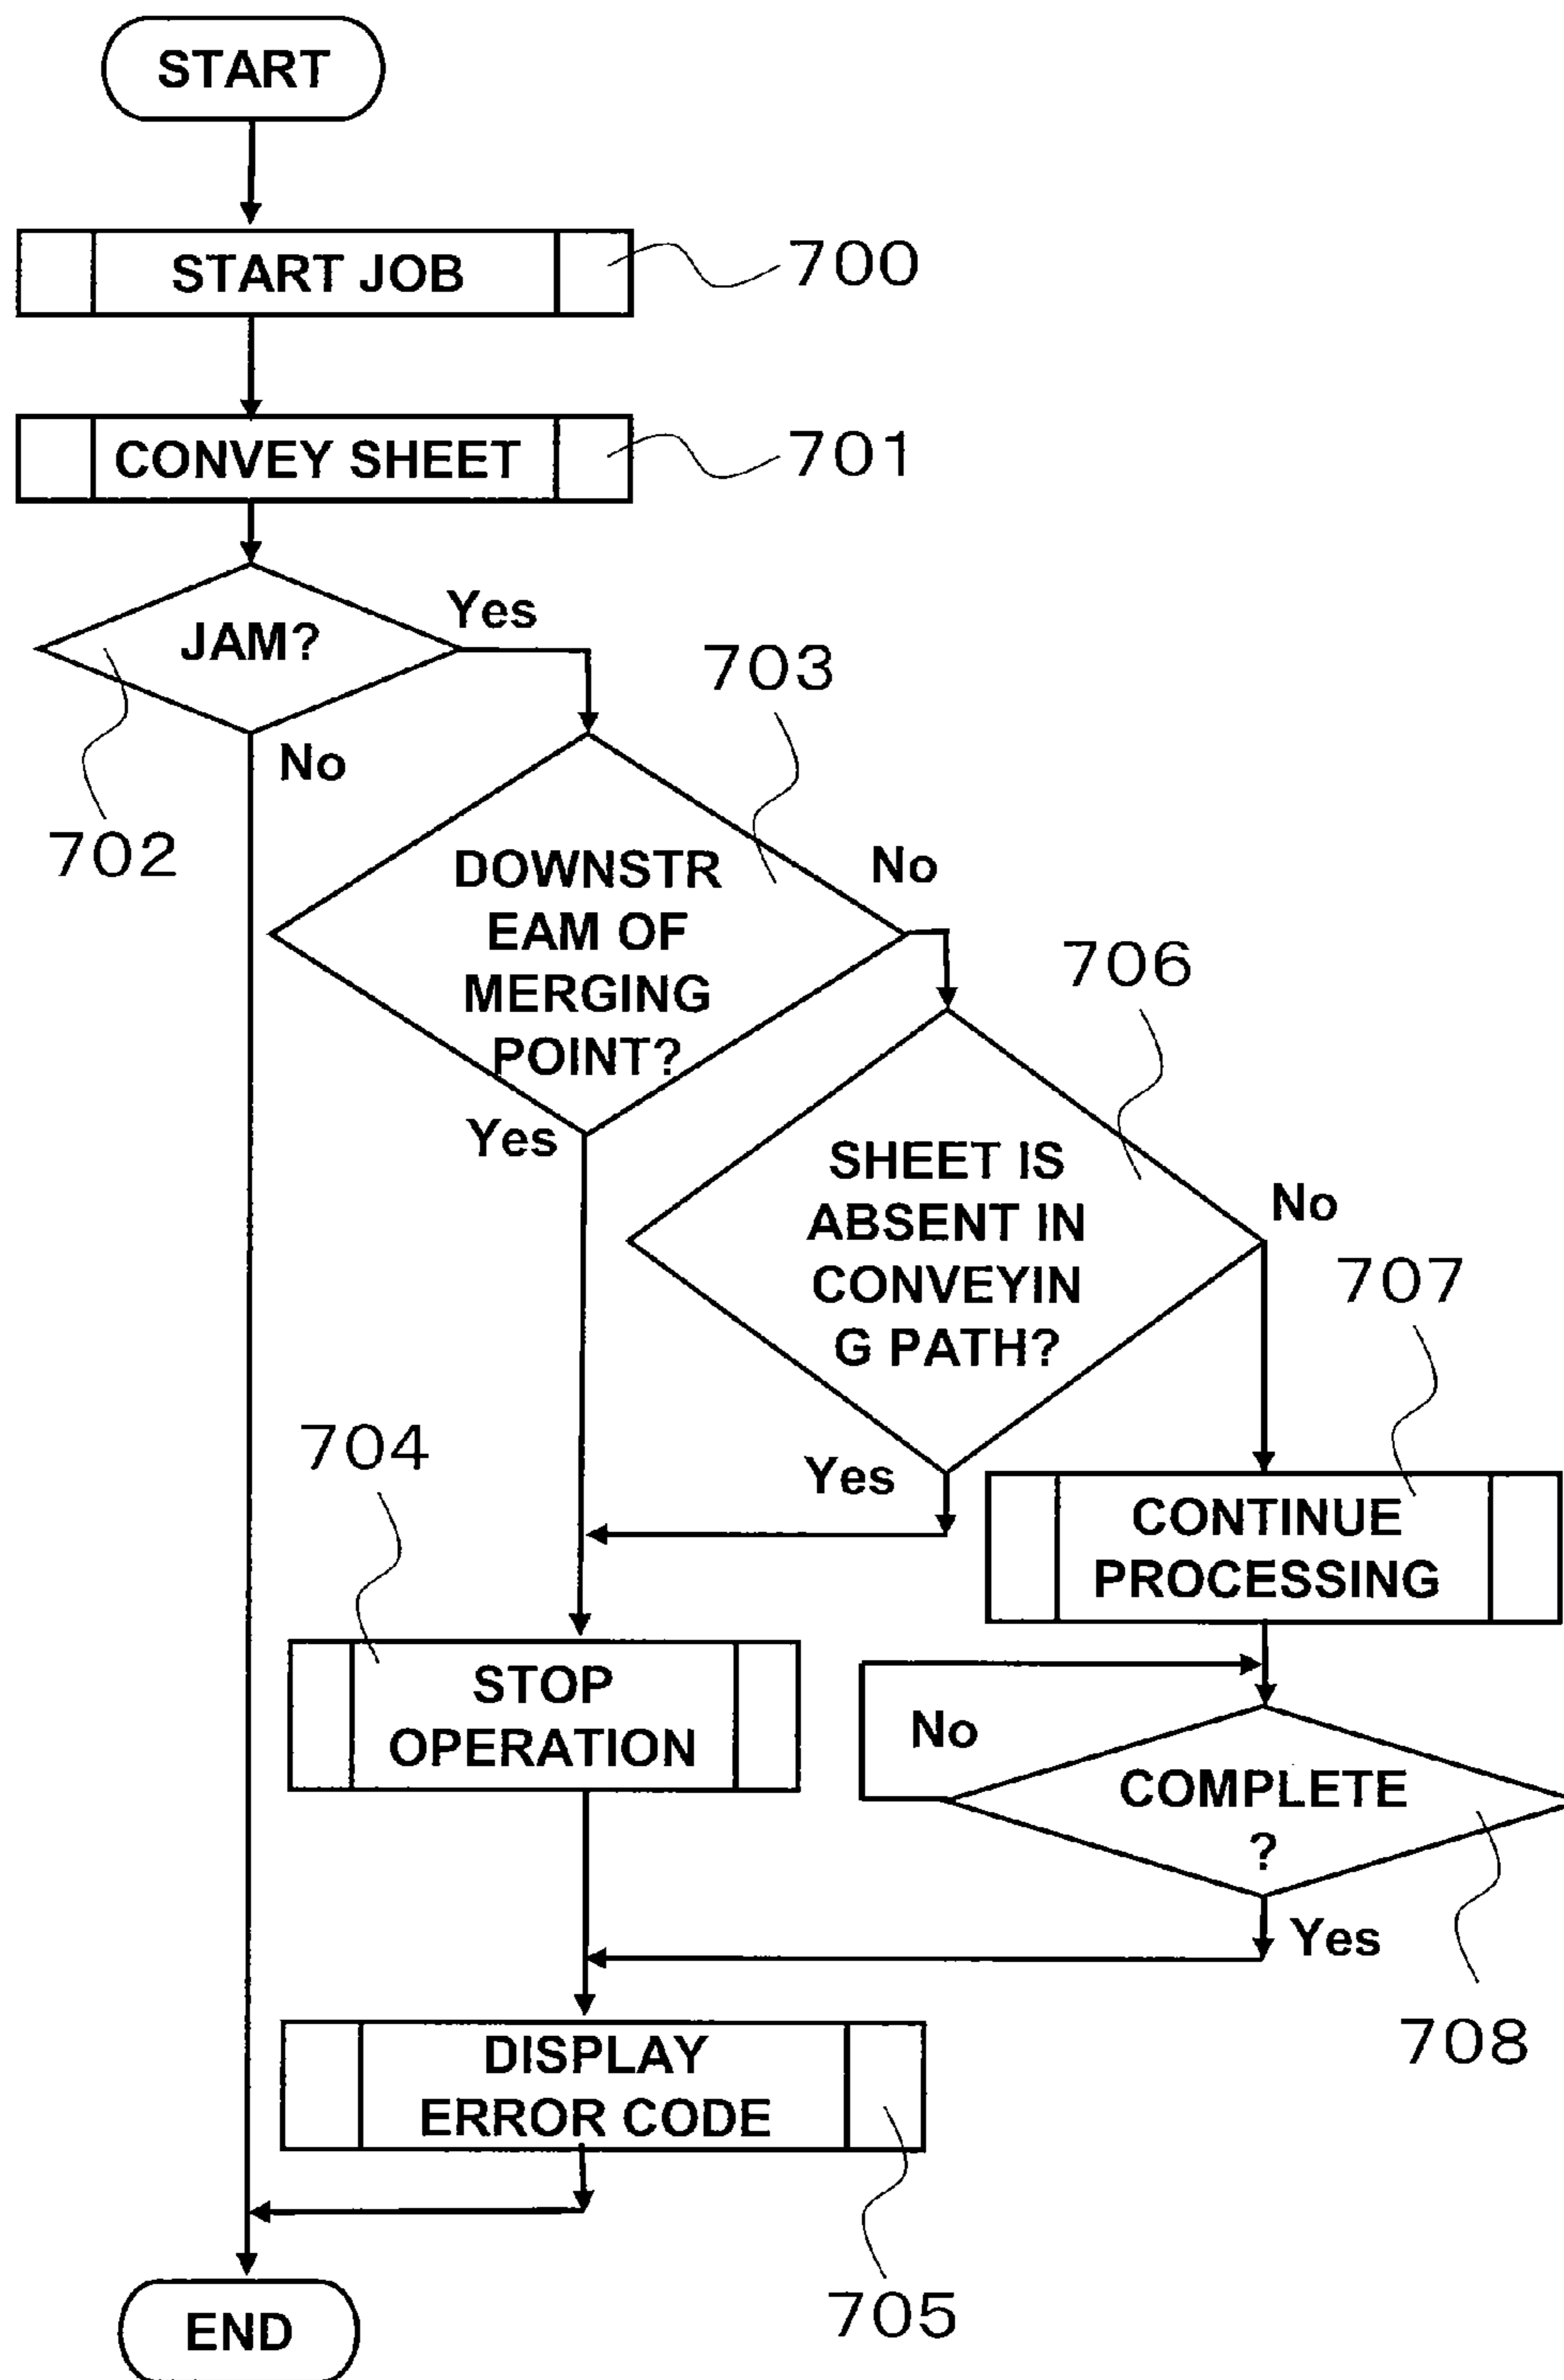 START
START JOB
700
CONVEY SHEET
701
JAM?
Yes
No
702
703
DOWNSTR
EAM OF
MERGING
POINT?
No
Yes
706
SHEET IS
ABSENT IN
CONVEYIN
G PATH?
No
Yes
707
CONTINUE
PROCESSING
704
STOP
OPERATION
No
COMPLETE
?
Yes
708
DISPLAY
ERROR CODE
705
END